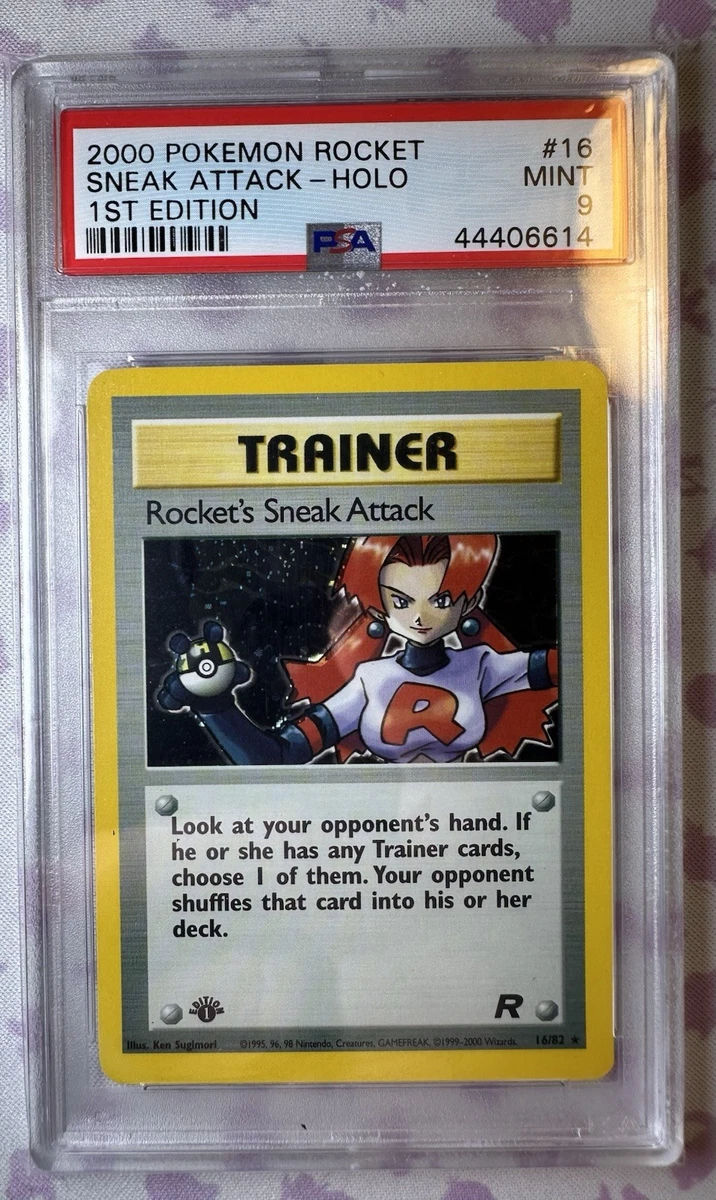 2000 POKEMON ROCKET #16
SNEAK ATTACK - HOLO MINT
1ST EDITION 9
PSA 44406614
TRAINER
Rocket's Sneak Attack
R
Look at your opponent's hand. If
he or she has any Trainer cards,
choose 1 of them. Your opponent
shuffles that card into his or her
deck.
EDITION
1
R
Illus. Ken Sugimori ©1995, 96, 98 Nintendo, Creatures, GAMEFREAK. ©1999-2000 Wizards. 16/82 ★